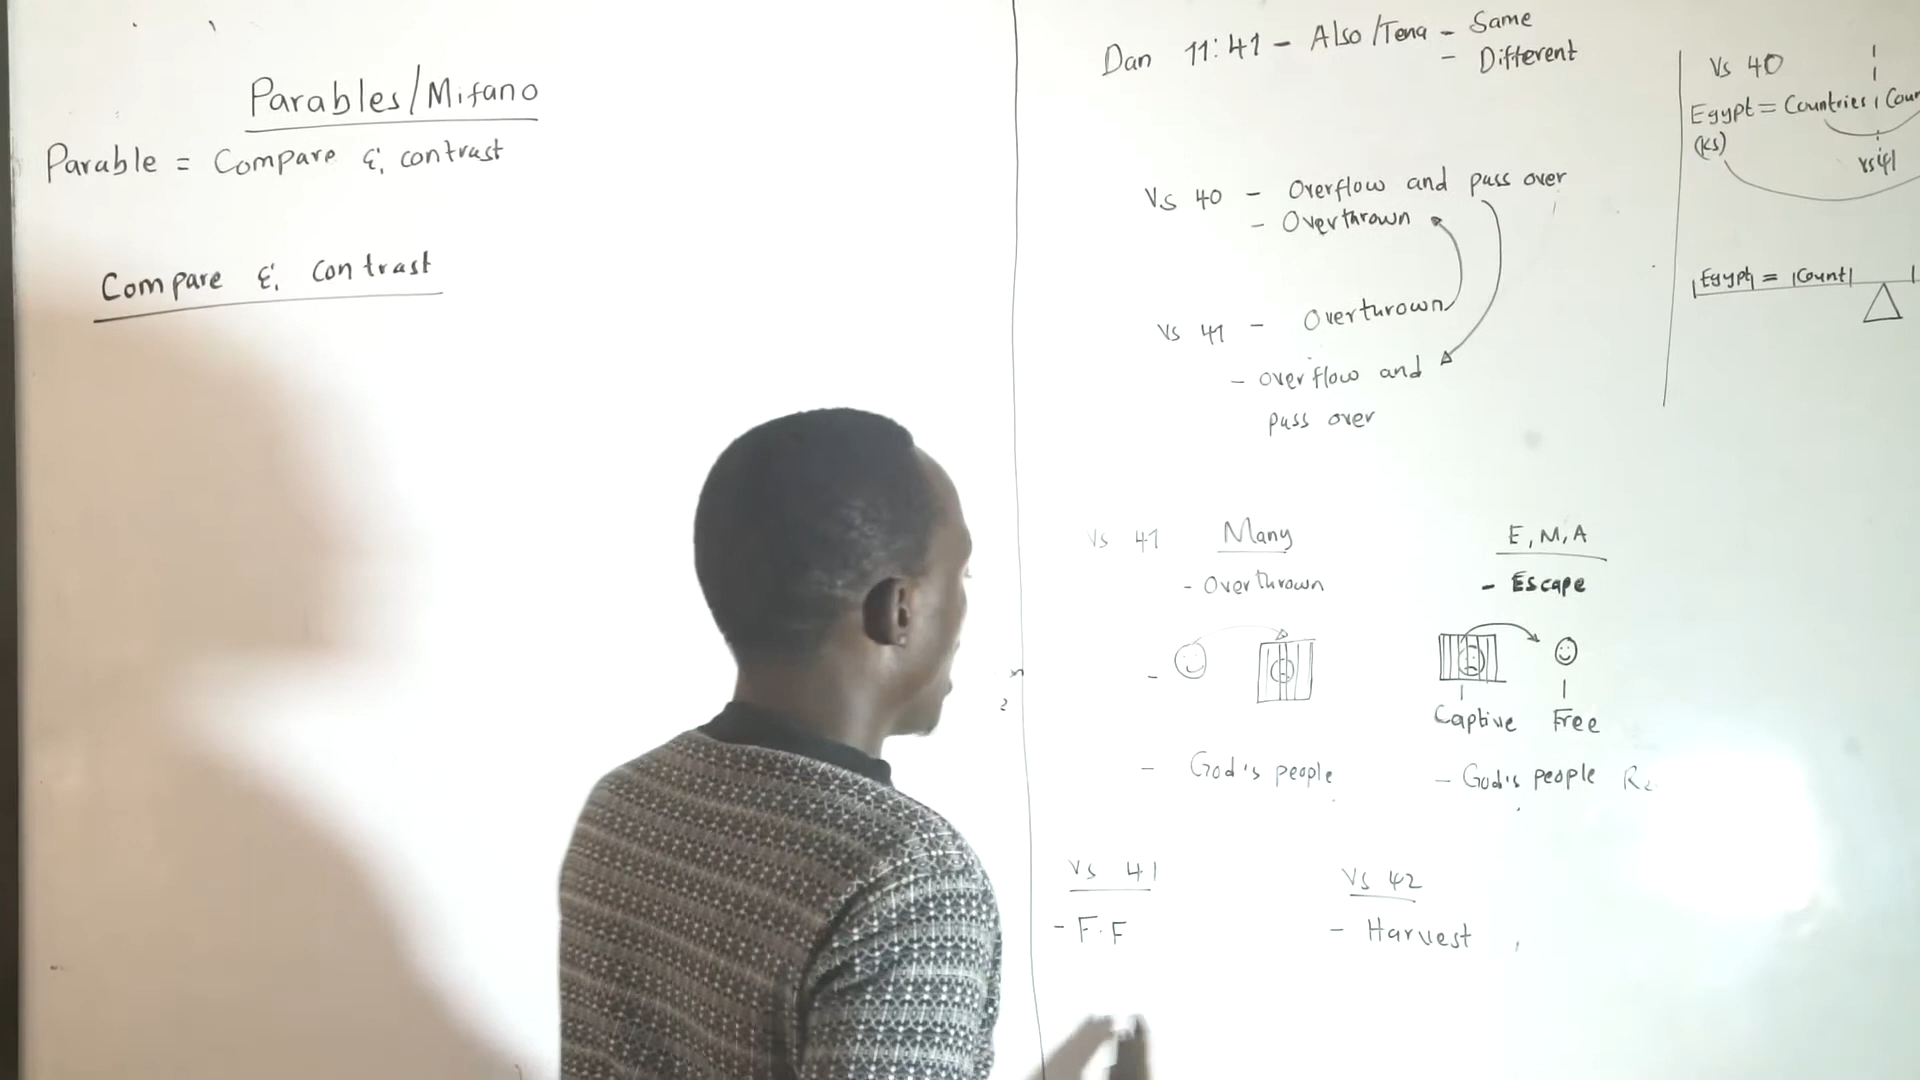 Parables/Mifano
Parable = Compare & contrast
Compare & contrast
Dan 11:41 - Also/Tena - Same
- Different
Vs 40 - Overflow and pass over
- Overthrown
Vs 41 - Overthrown
- overflow and
pass over
Vs 41 Many
- Overthrown
- God's people
E, M, A
- Escape
Captive Free
- God's people
Vs 41
- F.F
Vs 42
- Harvest
Vs 40
Egypt = Countries
(KS)
vs 41
Egypt = Count